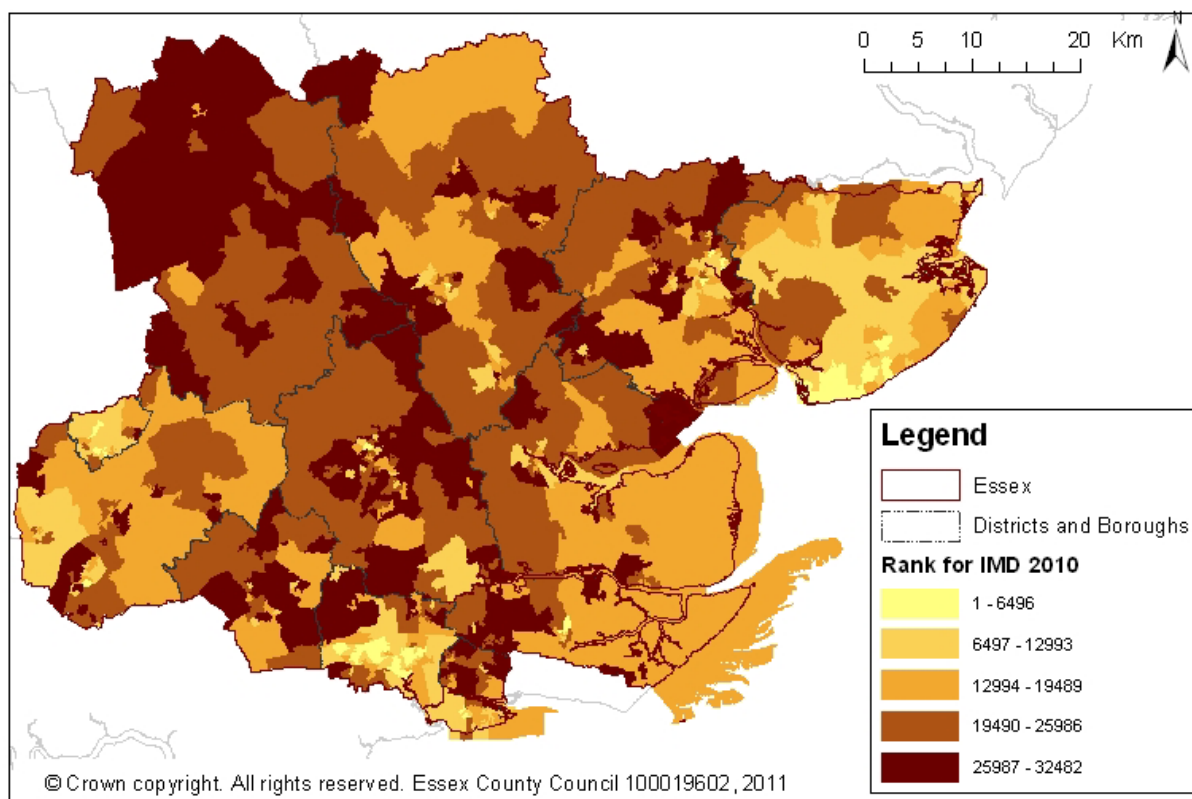 N
0 5 10 20 Km
Legend
Essex
Districts and Boroughs
Rank for IMD 2010
1 - 6496
6497 - 12993
12994 - 19489
19490 - 25986
25987 - 32482
© Crown copyright. All rights reserved. Essex County Council 100019602, 2011